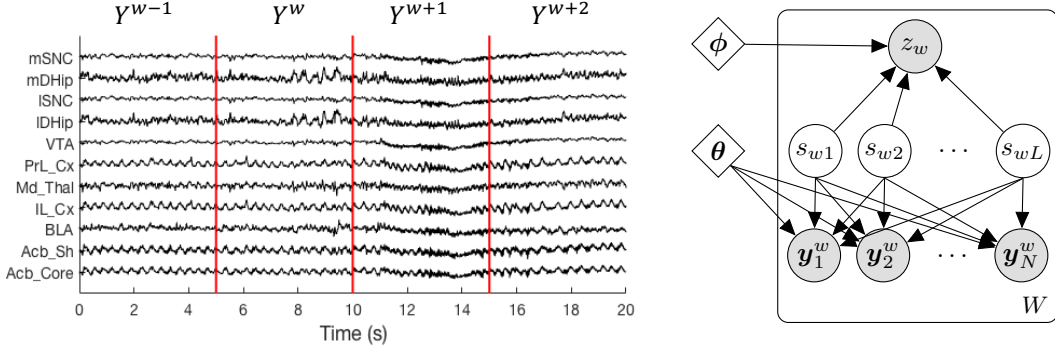 Y^{w−1} Y^w Y^{w+1} Y^{w+2}
mSNC
mDHip
lSNC
lDHip
VTA
PrL_Cx
Md_Thal
IL_Cx
BLA
Acb_Sh
Acb_Core
0 2 4 6 8 10 12 14 16 18 20
Time (s)
ϕ z_w
θ s_{w1} s_{w2} ... s_{wL}
y_1^w y_2^w ... y_N^w
W